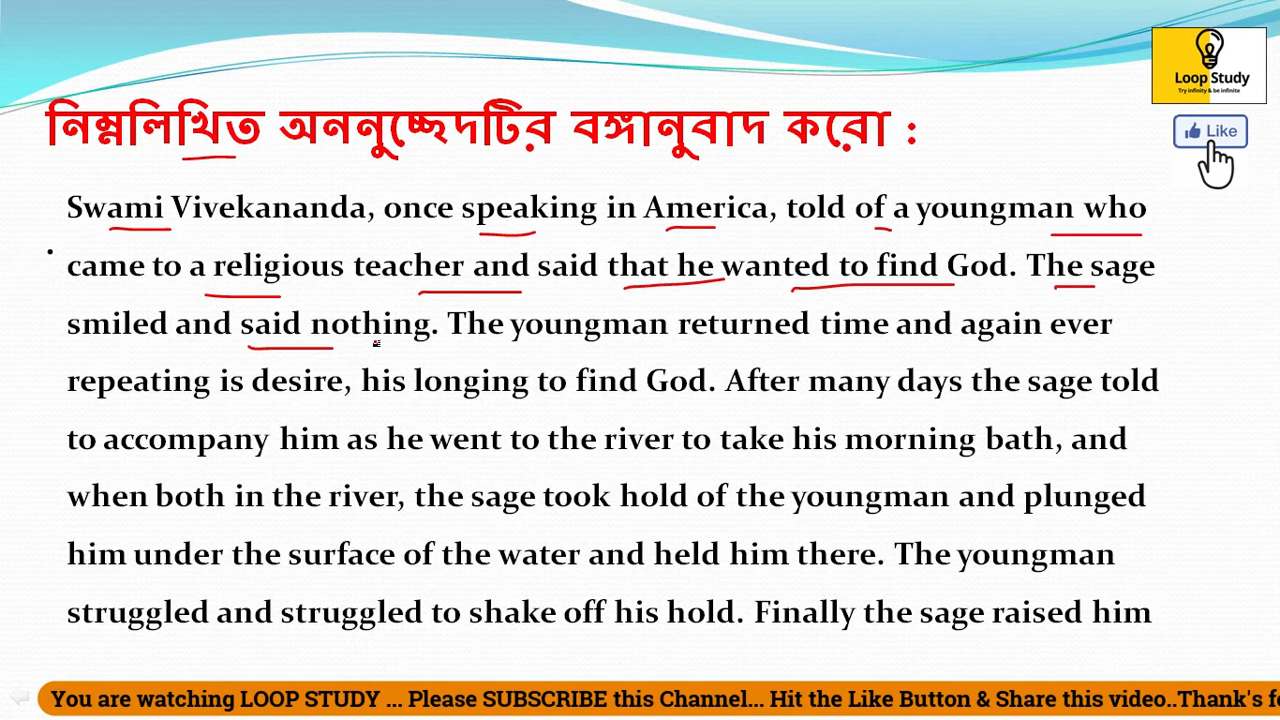 Loop Study
Try infinity & be infinite
Like
নিম্নলিখিত অননুচ্ছেদটির বঙ্গানুবাদ করো :
Swami Vivekananda, once speaking in America, told of a youngman who
came to a religious teacher and said that he wanted to find God. The sage
smiled and said nothing. The youngman returned time and again ever
repeating is desire, his longing to find God. After many days the sage told
to accompany him as he went to the river to take his morning bath, and
when both in the river, the sage took hold of the youngman and plunged
him under the surface of the water and held him there. The youngman
struggled and struggled to shake off his hold. Finally the sage raised him
You are watching LOOP STUDY ... Please SUBSCRIBE this Channel... Hit the Like Button & Share this video..Thank's f